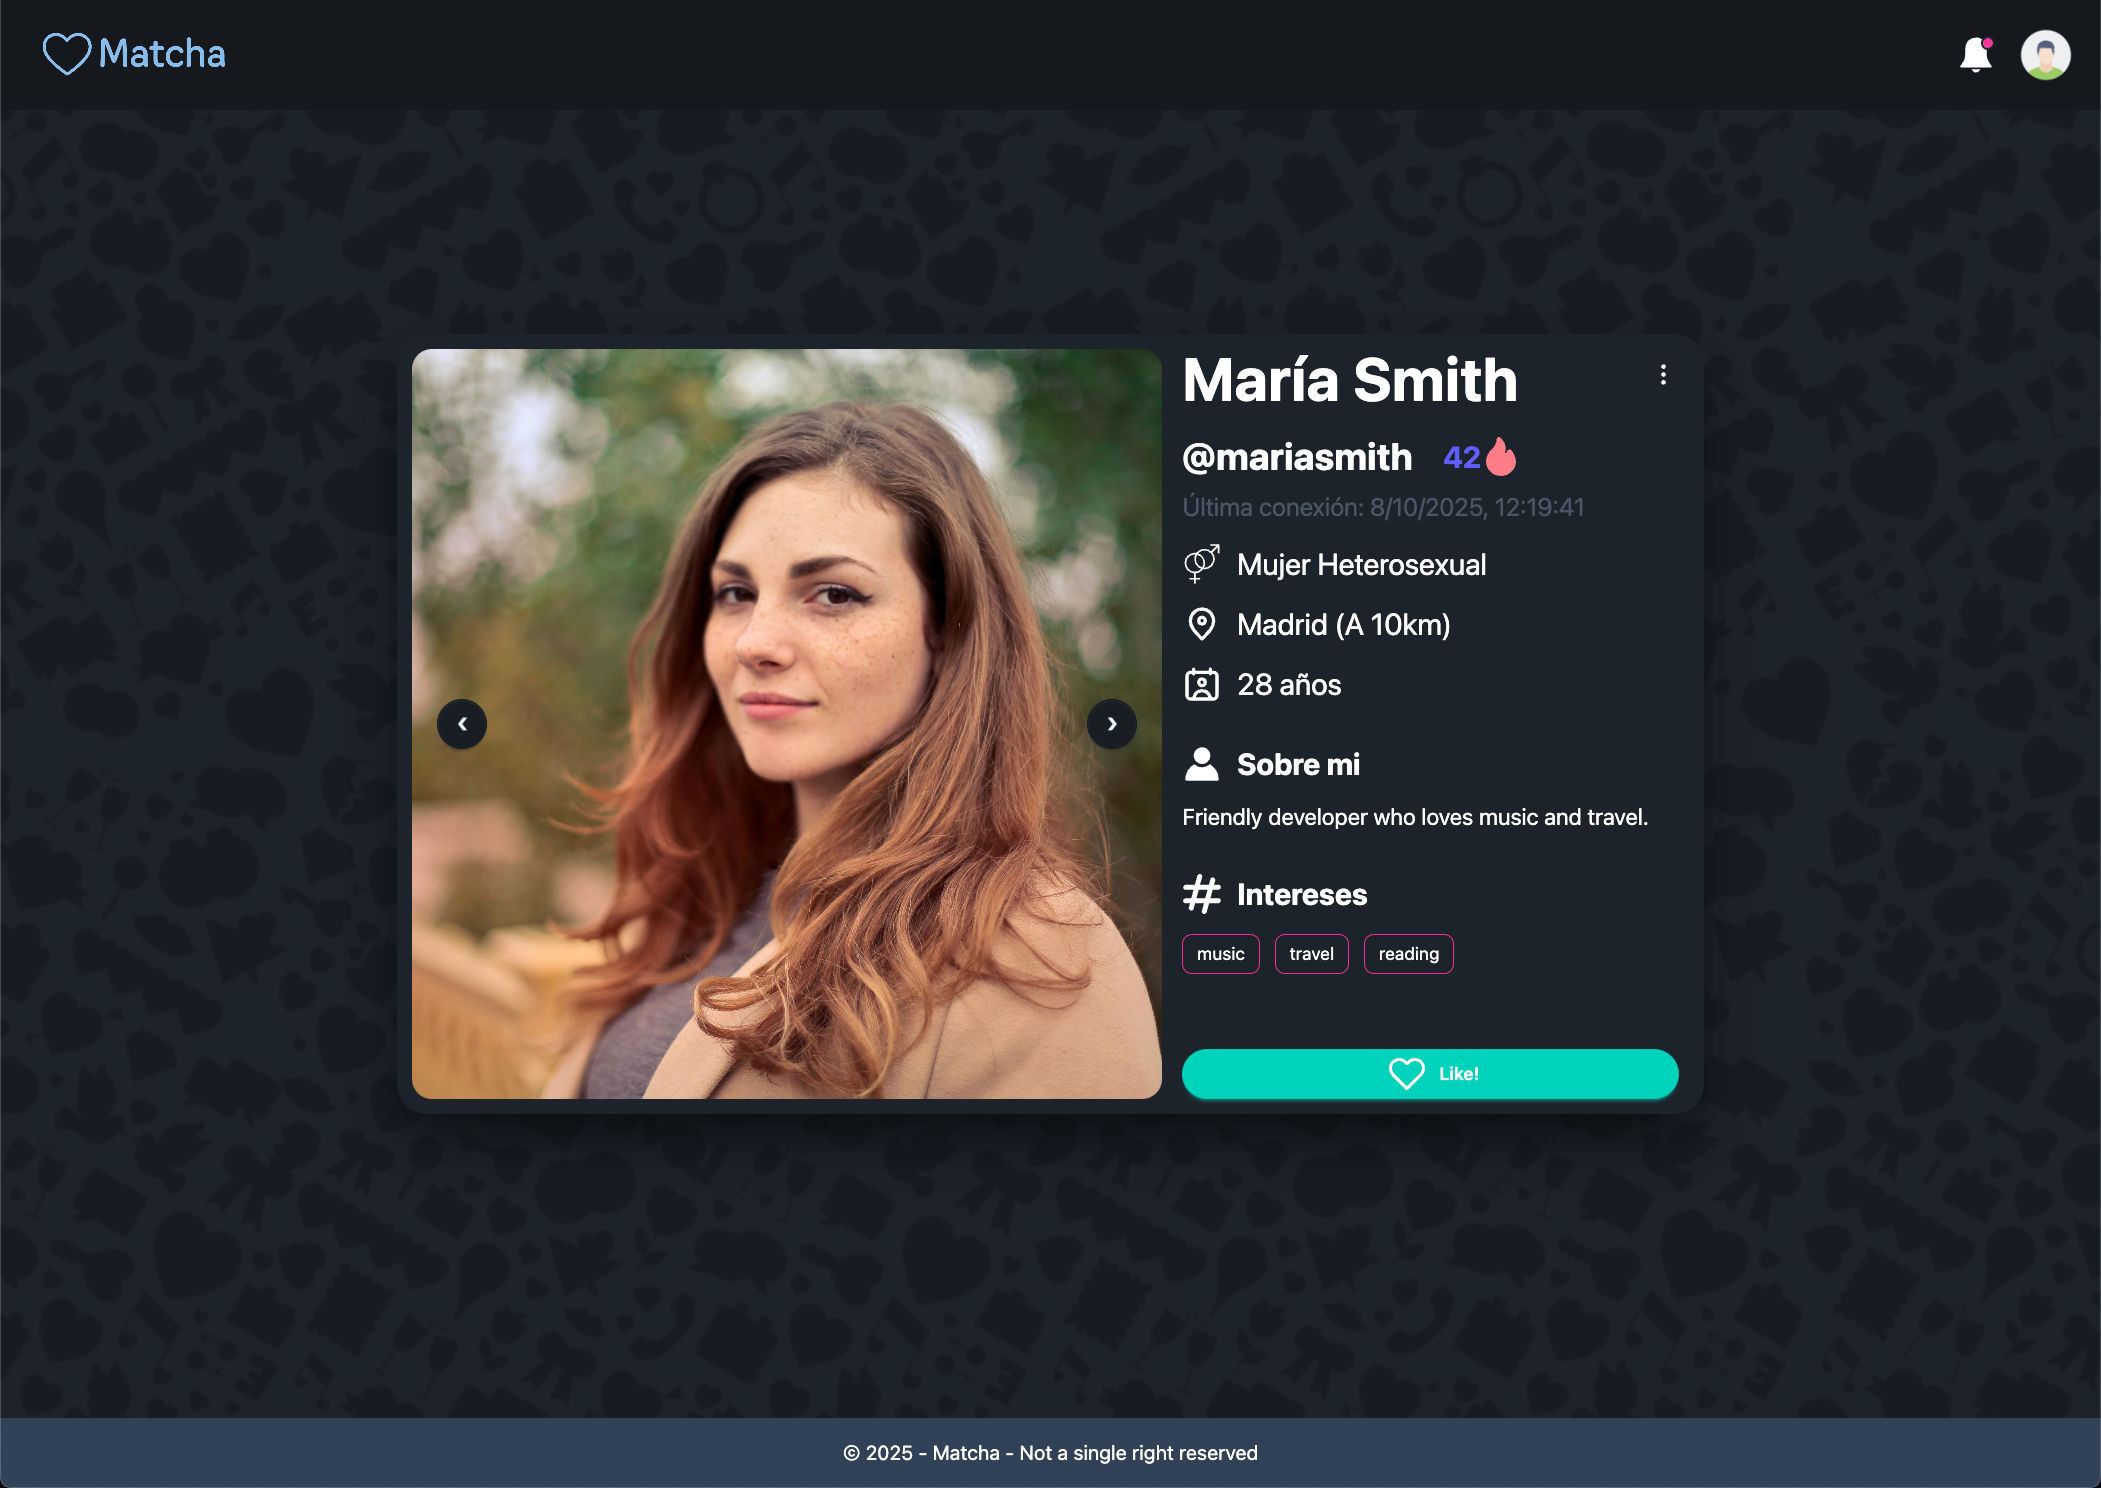 Matcha
María Smith
@mariasmith 42
Última conexión: 8/10/2025, 12:19:41
Mujer Heterosexual
Madrid (A 10km)
28 años
Sobre mi
Friendly developer who loves music and travel.
Intereses
music travel reading
Like!
© 2025 - Matcha - Not a single right reserved